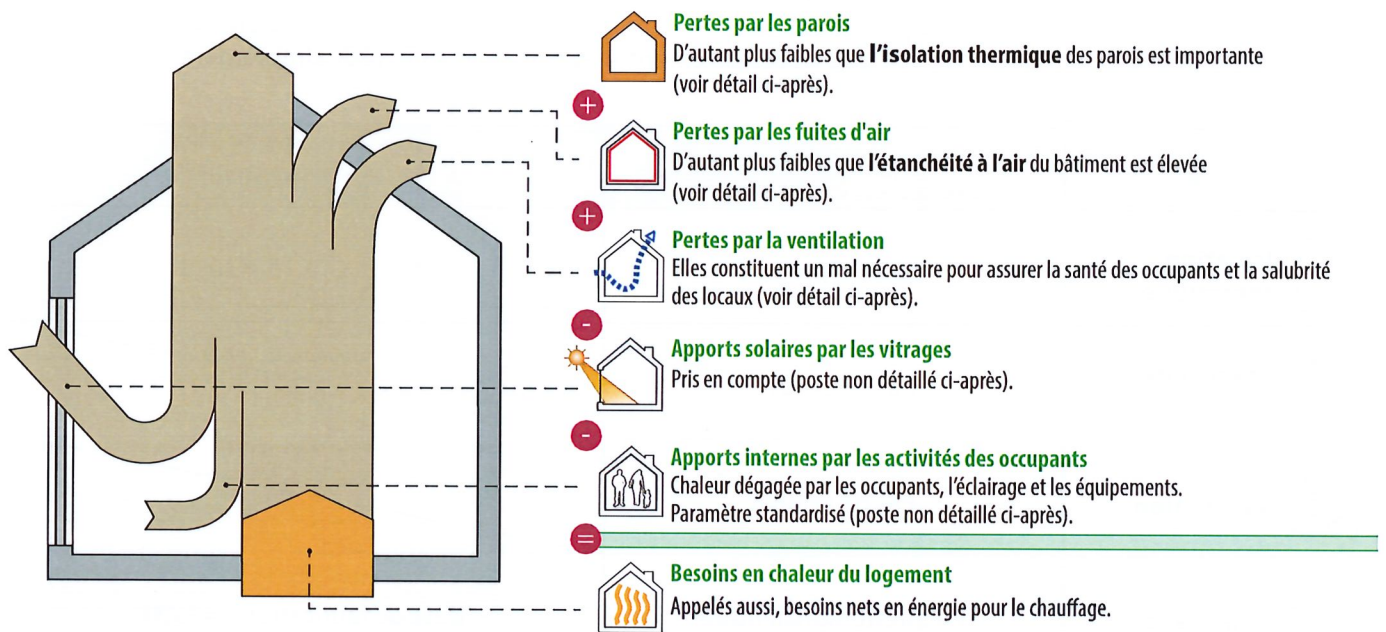 Pertes par les parois
D'autant plus faibles que l'isolation thermique des parois est importante
(voir détail ci-après).
+
Pertes par les fuites d'air
D'autant plus faibles que l'étanchéité à l'air du bâtiment est élevée
(voir détail ci-après).
+
Pertes par la ventilation
Elles constituent un mal nécessaire pour assurer la santé des occupants et la salubrité
des locaux (voir détail ci-après).
-
Apports solaires par les vitrages
Pris en compte (poste non détaillé ci-après).
-
Apports internes par les activités des occupants
Chaleur dégagée par les occupants, l'éclairage et les équipements.
Paramètre standardisé (poste non détaillé ci-après).
=
Besoins en chaleur du logement
Appelés aussi, besoins nets en énergie pour le chauffage.